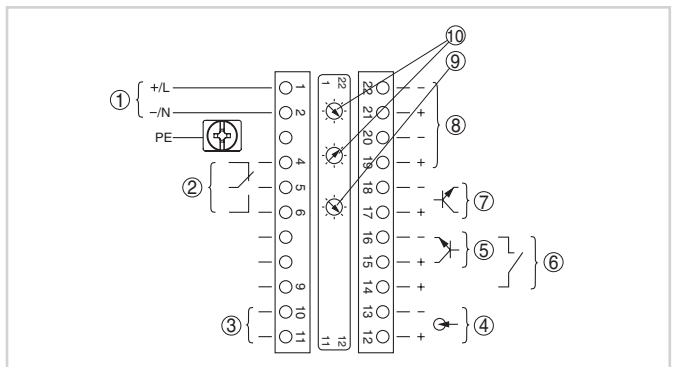 ⑩
⑨
① +/L 1 1 22 22 −
−/N 2 21 + ⑧
PE 20 −
4 19 +
② 5 18 − ⑦
6 17 +
16 − ⑤ ⑥
15 +
9 14 +
③ 10 13 − ④
11 11 12 12 +